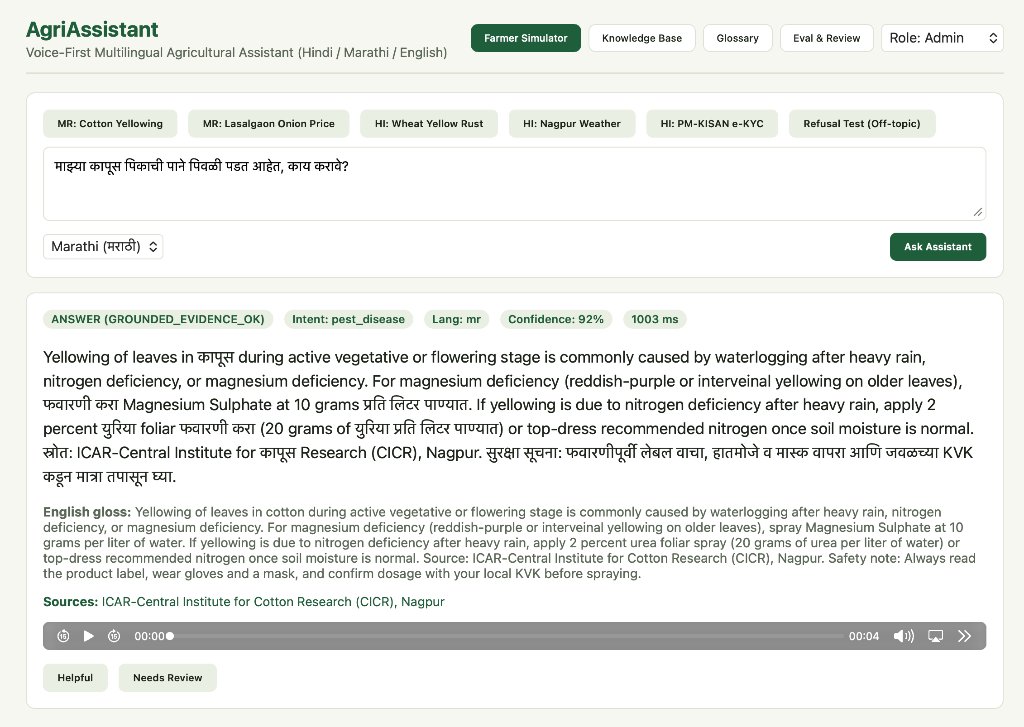 AgriAssistant
Voice-First Multilingual Agricultural Assistant (Hindi / Marathi / English)
Farmer Simulator
Knowledge Base
Glossary
Eval & Review
Role: Admin
MR: Cotton Yellowing
MR: Lasalgaon Onion Price
HI: Wheat Yellow Rust
HI: Nagpur Weather
HI: PM-KISAN e-KYC
Refusal Test (Off-topic)
माझ्या कापूस पिकाची पाने पिवळी पडत आहेत, काय करावे?
Marathi (मराठी)
Ask Assistant
ANSWER (GROUNDED_EVIDENCE_OK)
Intent: pest_disease
Lang: mr
Confidence: 92%
1003 ms
Yellowing of leaves in कापूस during active vegetative or flowering stage is commonly caused by waterlogging after heavy rain,
nitrogen deficiency, or magnesium deficiency. For magnesium deficiency (reddish-purple or interveinal yellowing on older leaves),
फवारणी करा Magnesium Sulphate at 10 grams प्रति लिटर पाण्यात. If yellowing is due to nitrogen deficiency after heavy rain, apply 2
percent युरिया foliar फवारणी करा (20 grams of युरिया प्रति लिटर पाण्यात) or top-dress recommended nitrogen once soil moisture is normal.
स्रोत: ICAR-Central Institute for कापूस Research (CICR), Nagpur. सुरक्षा सूचना: फवारणीपूर्वी लेबल वाचा, हातमोजे व मास्क वापरा आणि जवळच्या KVK
कडून मात्रा तपासून घ्या.
English gloss: Yellowing of leaves in cotton during active vegetative or flowering stage is commonly caused by waterlogging after heavy rain, nitrogen
deficiency, or magnesium deficiency. For magnesium deficiency (reddish-purple or interveinal yellowing on older leaves), spray Magnesium Sulphate at 10
grams per liter of water. If yellowing is due to nitrogen deficiency after heavy rain, apply 2 percent urea foliar spray (20 grams of urea per liter of water) or
top-dress recommended nitrogen once soil moisture is normal. Source: ICAR-Central Institute for Cotton Research (CICR), Nagpur. Safety note: Always read
the product label, wear gloves and a mask, and confirm dosage with your local KVK before spraying.
Sources: ICAR-Central Institute for Cotton Research (CICR), Nagpur
15
15
00:00
00:04
Helpful
Needs Review